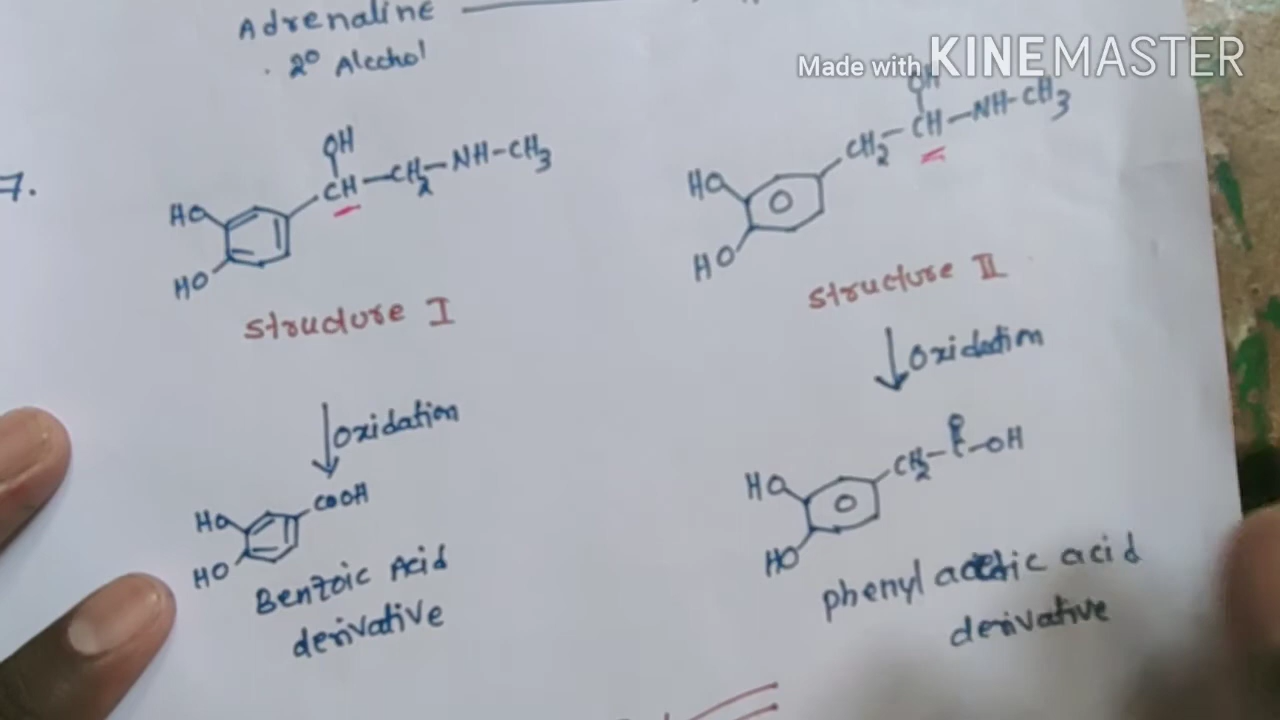 Adrenaline
2° Alcohol
Made with KINEMASTER
7.
OH
CH-CH2-NH-CH3
HO
HO
structure I
OH
CH2-CH-NH-CH3
HO
HO
structure II
oxidation
oxidation
HO
COOH
HO
Benzoic Acid
derivative
O
CH2-C-OH
HO
HO
phenyl acetic acid
derivative